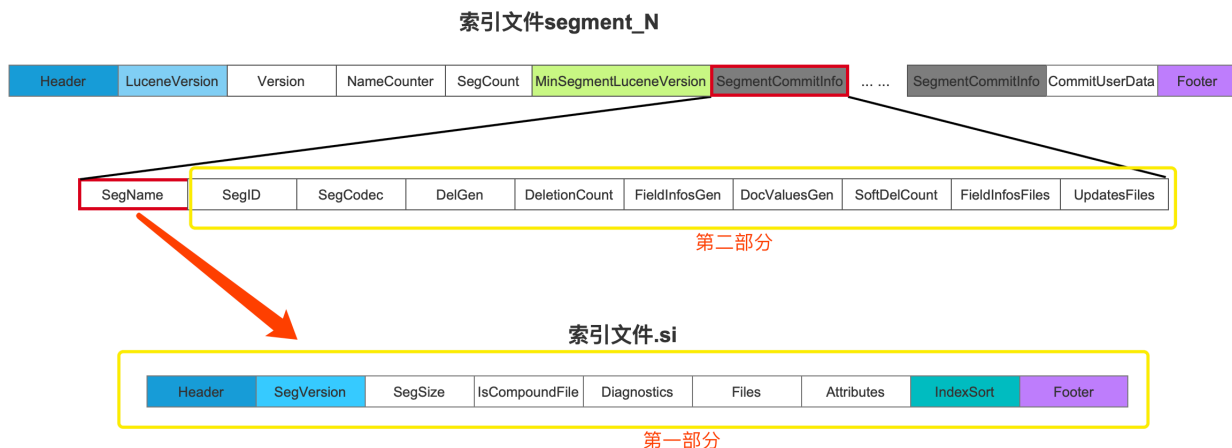 索引文件segment_N
Header LuceneVersion Version NameCounter SegCount MinSegmentLuceneVersion SegmentCommitInfo ... ... SegmentCommitInfo CommitUserData Footer
SegName SegID SegCodec DelGen DeletionCount FieldInfosGen DocValuesGen SoftDelCount FieldInfosFiles UpdatesFiles
第二部分
索引文件.si
Header SegVersion SegSize IsCompoundFile Diagnostics Files Attributes IndexSort Footer
第一部分